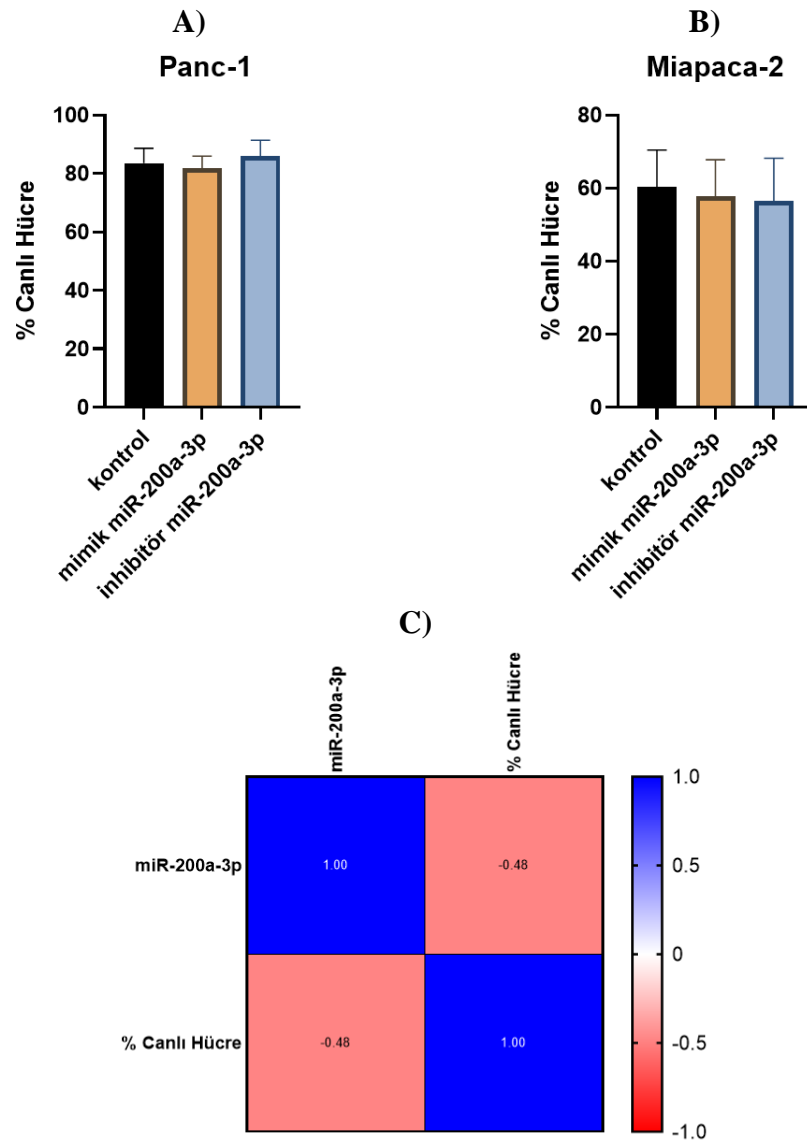 A)
Panc-1
% Canlı Hücre
100
80
60
40
20
0
kontrol
mimik miR-200a-3p
inhibitör miR-200a-3p
B)
Miapaca-2
% Canlı Hücre
80
60
40
20
0
kontrol
mimik miR-200a-3p
inhibitör miR-200a-3p
C)
miR-200a-3p
% Canlı Hücre
miR-200a-3p
1.00
-0.48
% Canlı Hücre
-0.48
1.00
1.0
0.5
0
-0.5
-1.0